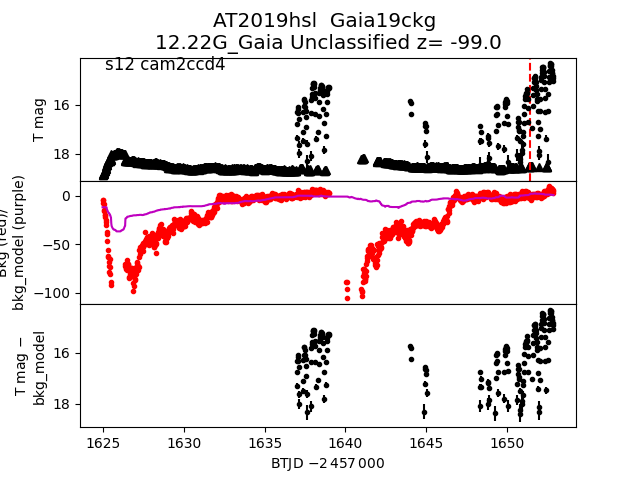 AT2019hsl  Gaia19ckg
12.22G_Gaia Unclassified z= -99.0
s12 cam2ccd4
T mag
16
18
Bkg (red)/
bkg_model (purple)
0
−50
−100
T mag −
bkg_model
16
18
1625 1630 1635 1640 1645 1650
BTJD −2 457 000